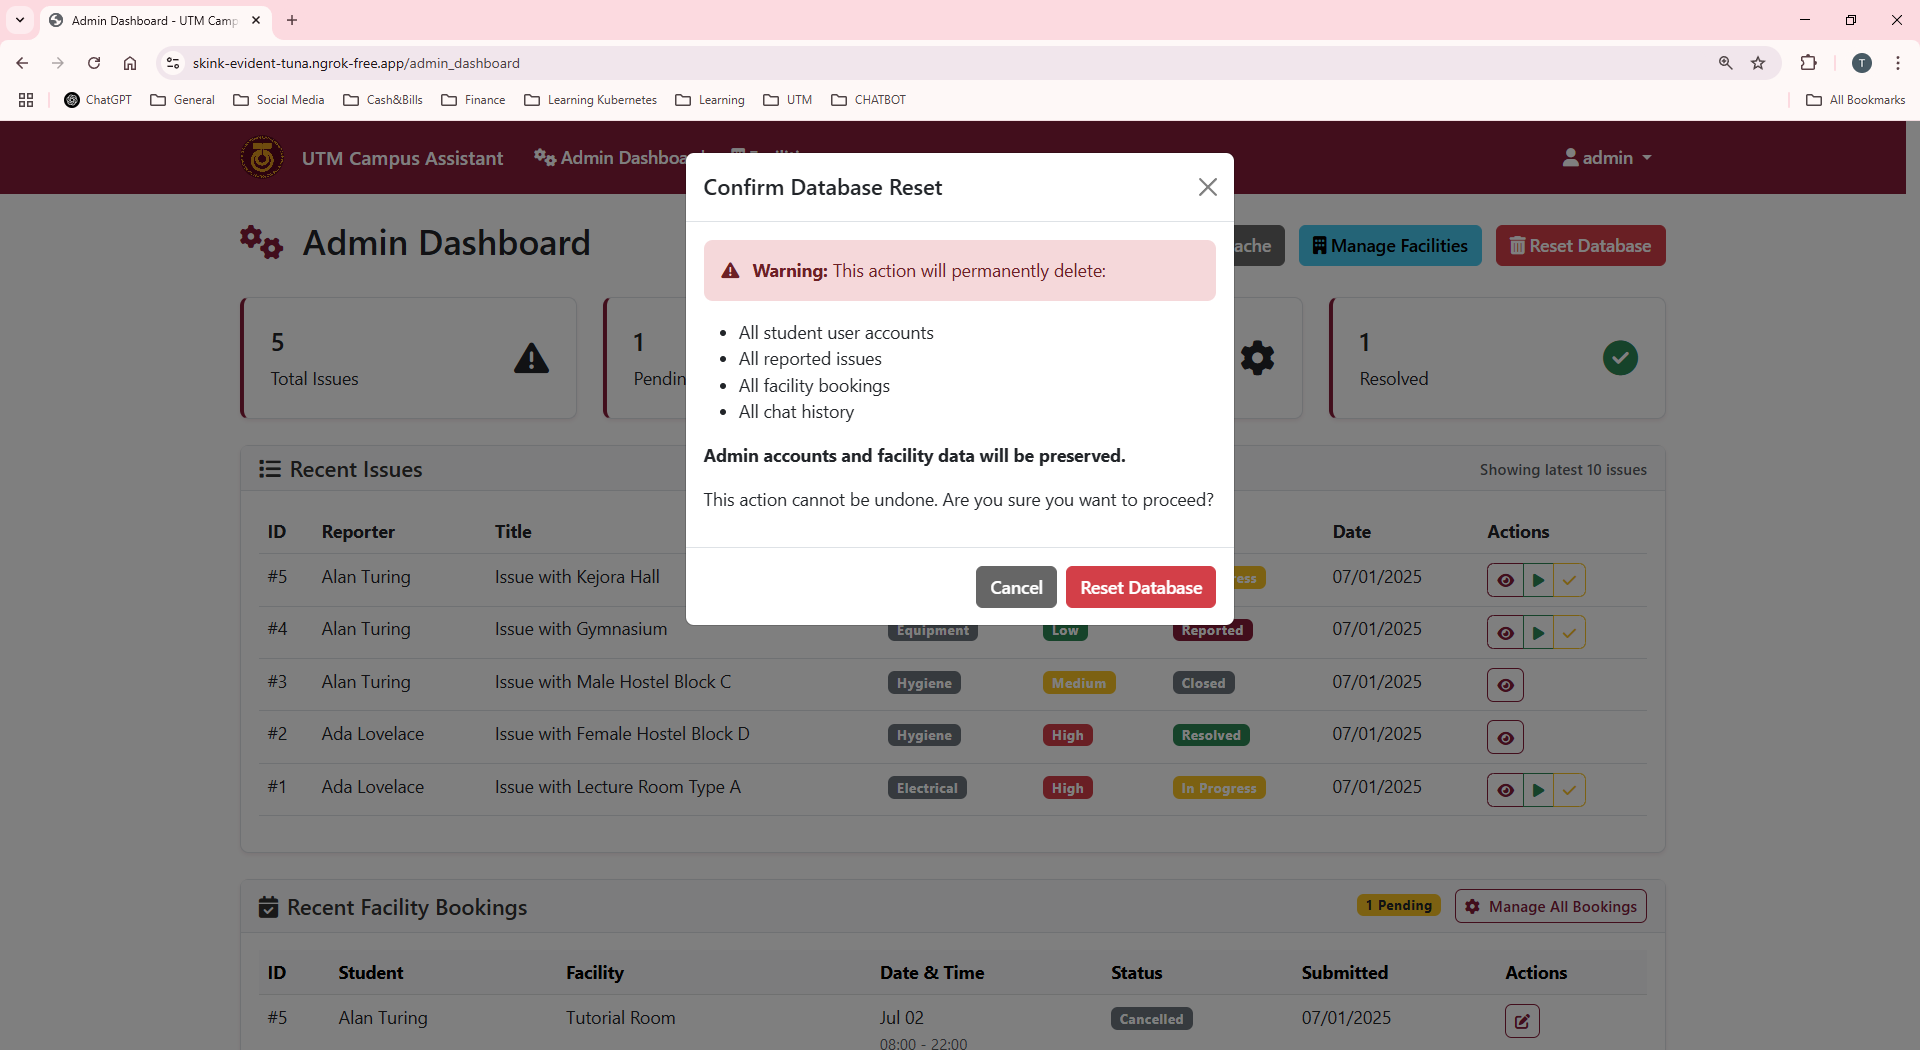 Admin Dashboard - UTM Camp
skink-evident-tuna.ngrok-free.app/admin_dashboard
T
ChatGPT General Social Media Cash&Bills Finance Learning Kubernetes Learning UTM CHATBOT All Bookmarks
UTM Campus Assistant Admin Dashboa admin
Confirm Database Reset
Admin Dashboard ache Manage Facilities Reset Database
Warning: This action will permanently delete:
All student user accounts
All reported issues
All facility bookings
All chat history
Admin accounts and facility data will be preserved.
This action cannot be undone. Are you sure you want to proceed?
Cancel Reset Database
5
Total Issues
1
Pendin
1
Resolved
Recent Issues Showing latest 10 issues
ID Reporter Title Date Actions
#5 Alan Turing Issue with Kejora Hall ess 07/01/2025
#4 Alan Turing Issue with Gymnasium Equipment Low Reported 07/01/2025
#3 Alan Turing Issue with Male Hostel Block C Hygiene Medium Closed 07/01/2025
#2 Ada Lovelace Issue with Female Hostel Block D Hygiene High Resolved 07/01/2025
#1 Ada Lovelace Issue with Lecture Room Type A Electrical High In Progress 07/01/2025
Recent Facility Bookings 1 Pending Manage All Bookings
ID Student Facility Date & Time Status Submitted Actions
#5 Alan Turing Tutorial Room Jul 02 Cancelled 07/01/2025
08:00 - 22:00